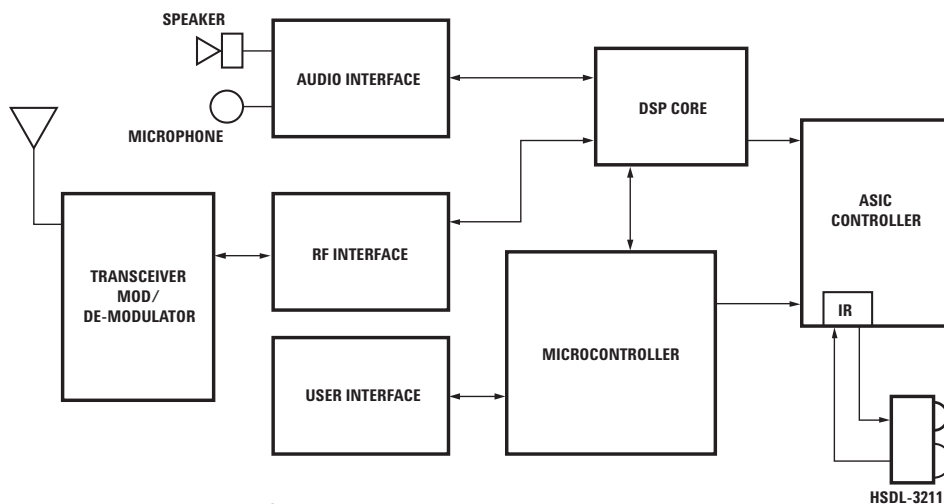 SPEAKER
AUDIO INTERFACE
MICROPHONE
DSP CORE
ASIC
CONTROLLER
TRANSCEIVER
MOD/
DE-MODULATOR
RF INTERFACE
IR
MICROCONTROLLER
USER INTERFACE
HSDL-3211